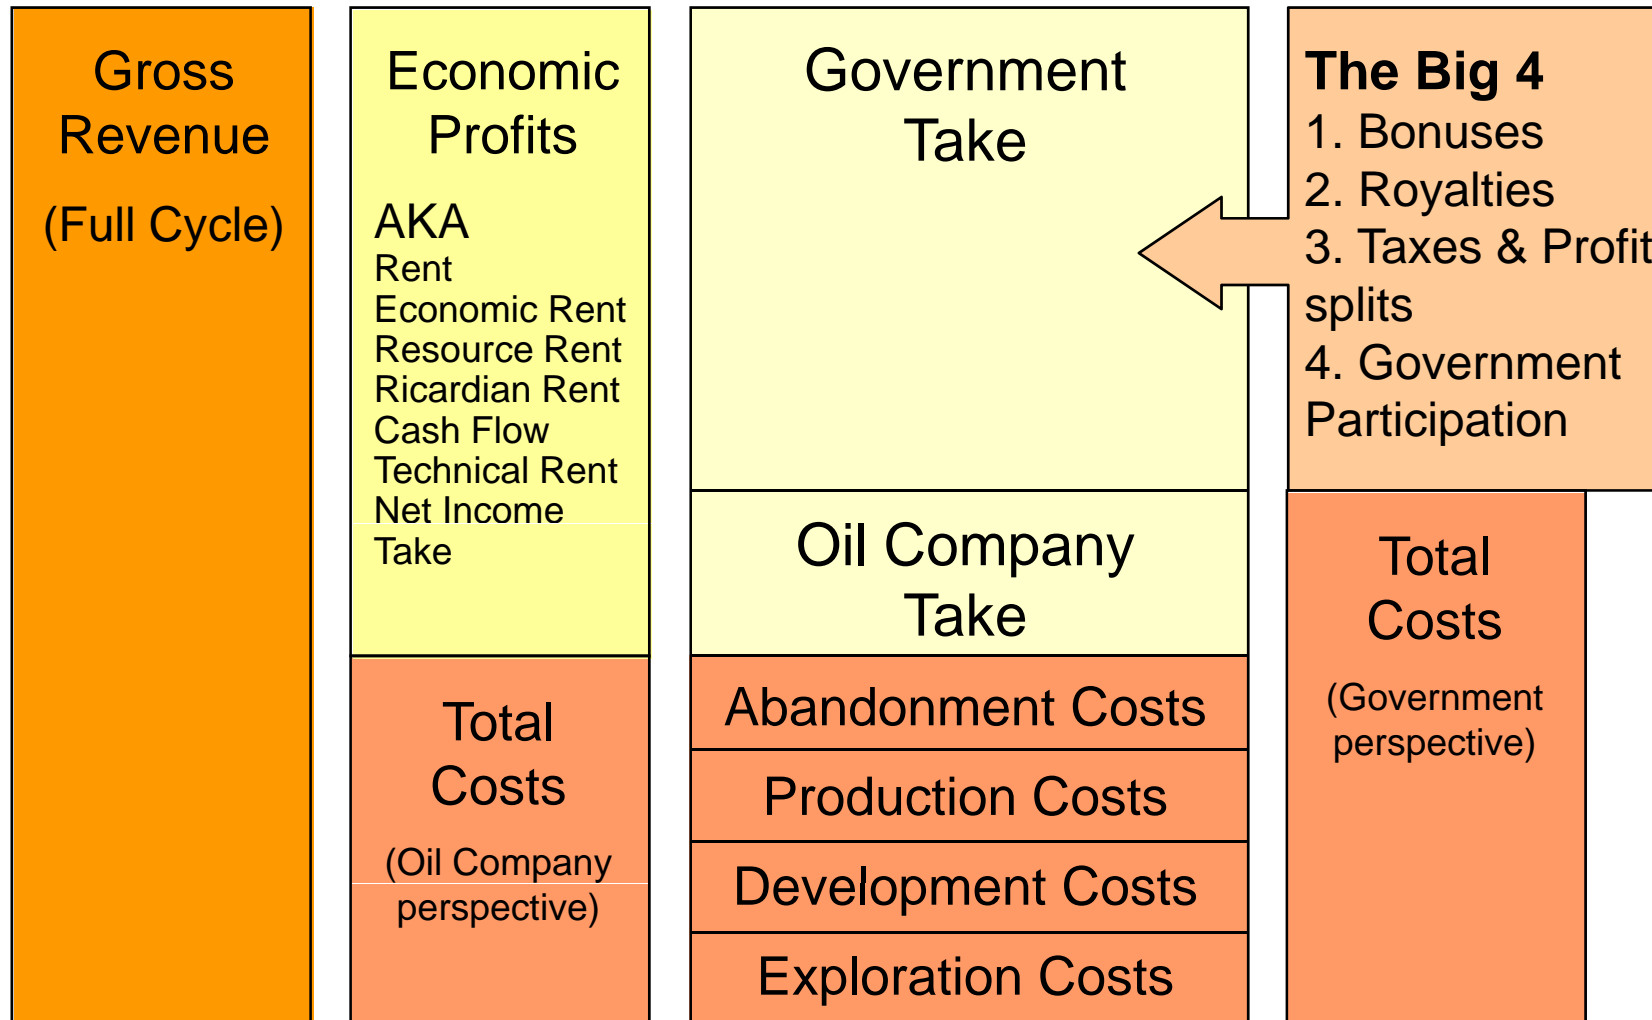 Gross
Revenue
(Full Cycle)
Economic
Profits
AKA
Rent
Economic Rent
Resource Rent
Ricardian Rent
Cash Flow
Technical Rent
Net Income
Take
Total
Costs
(Oil Company
perspective)
Government
Take
Oil Company
Take
Abandonment Costs
Production Costs
Development Costs
Exploration Costs
The Big 4
1. Bonuses
2. Royalties
3. Taxes & Profit
splits
4. Government
Participation
Total
Costs
(Government
perspective)